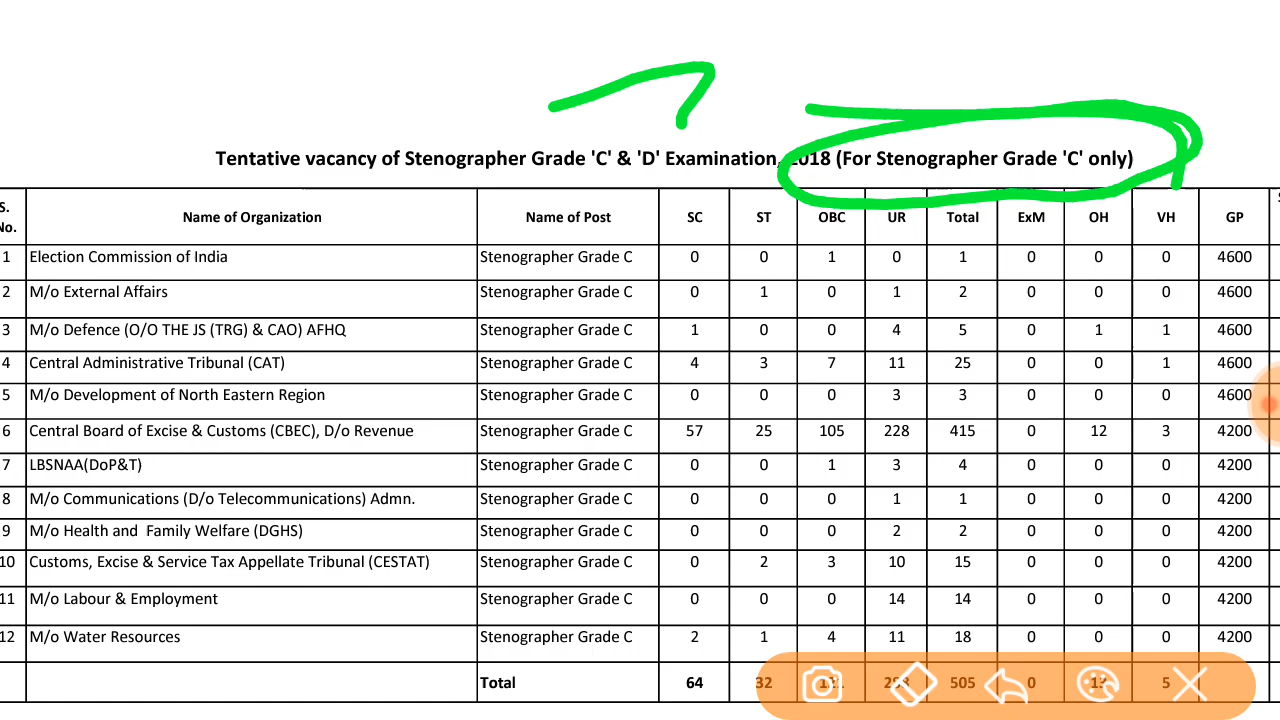 Tentative vacancy of Stenographer Grade 'C' & 'D' Examination, 2018 (For Stenographer Grade 'C' only)
S. No. Name of Organization Name of Post SC ST OBC UR Total ExM OH VH GP
1 Election Commission of India Stenographer Grade C 0 0 1 0 1 0 0 0 4600
2 M/o External Affairs Stenographer Grade C 0 1 0 1 2 0 0 0 4600
3 M/o Defence (O/O THE JS (TRG) & CAO) AFHQ Stenographer Grade C 1 0 0 4 5 0 1 1 4600
4 Central Administrative Tribunal (CAT) Stenographer Grade C 4 3 7 11 25 0 0 1 4600
5 M/o Development of North Eastern Region Stenographer Grade C 0 0 0 3 3 0 0 0 4600
6 Central Board of Excise & Customs (CBEC), D/o Revenue Stenographer Grade C 57 25 105 228 415 0 12 3 4200
7 LBSNAA(DoP&T) Stenographer Grade C 0 0 1 3 4 0 0 0 4200
8 M/o Communications (D/o Telecommunications) Admn. Stenographer Grade C 0 0 0 1 1 0 0 0 4200
9 M/o Health and Family Welfare (DGHS) Stenographer Grade C 0 0 0 2 2 0 0 0 4200
10 Customs, Excise & Service Tax Appellate Tribunal (CESTAT) Stenographer Grade C 0 2 3 10 15 0 0 0 4200
11 M/o Labour & Employment Stenographer Grade C 0 0 0 14 14 0 0 0 4200
12 M/o Water Resources Stenographer Grade C 2 1 4 11 18 0 0 0 4200
Total 64 32 505 0 5